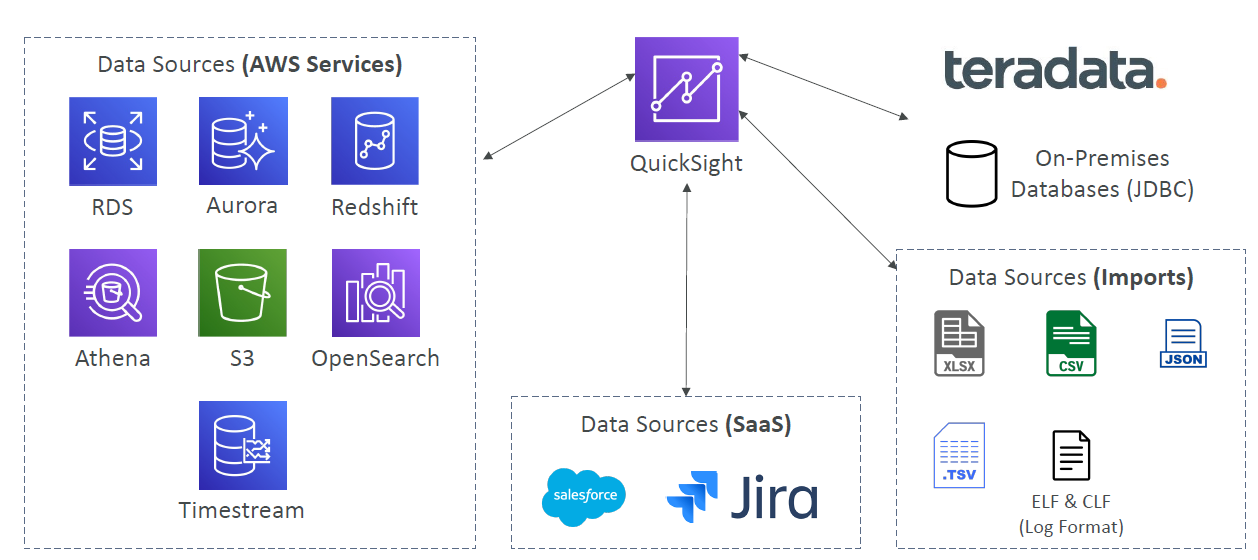 Data Sources (AWS Services)
RDS
Aurora
Redshift
Athena
S3
OpenSearch
Timestream
QuickSight
teradata.
On-Premises
Databases (JDBC)
Data Sources (SaaS)
salesforce
Jira
Data Sources (Imports)
XLSX
CSV
JSON
.TSV
ELF & CLF
(Log Format)